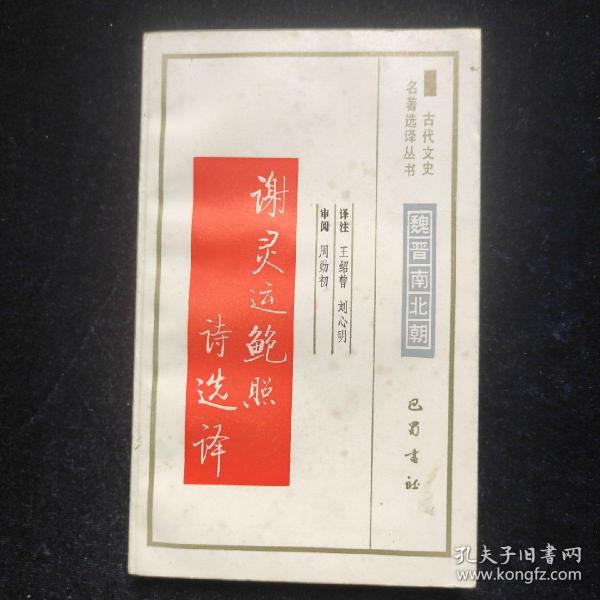 古代文史
名著选译丛书
魏晋南北朝
巴蜀书社
译注 王绍曾 刘心明
审阅 周勋初
谢灵运鲍照
诗选译
孔夫子旧书网
www.kongfz.com